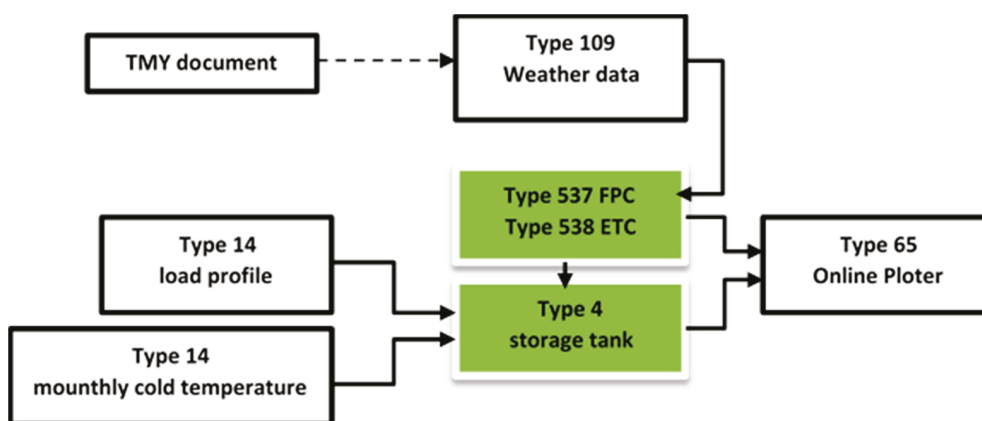 TMY document
Type 109
Weather data
Type 537 FPC
Type 538 ETC
Type 14
load profile
Type 65
Online Ploter
Type 4
storage tank
Type 14
mounthly cold temperature